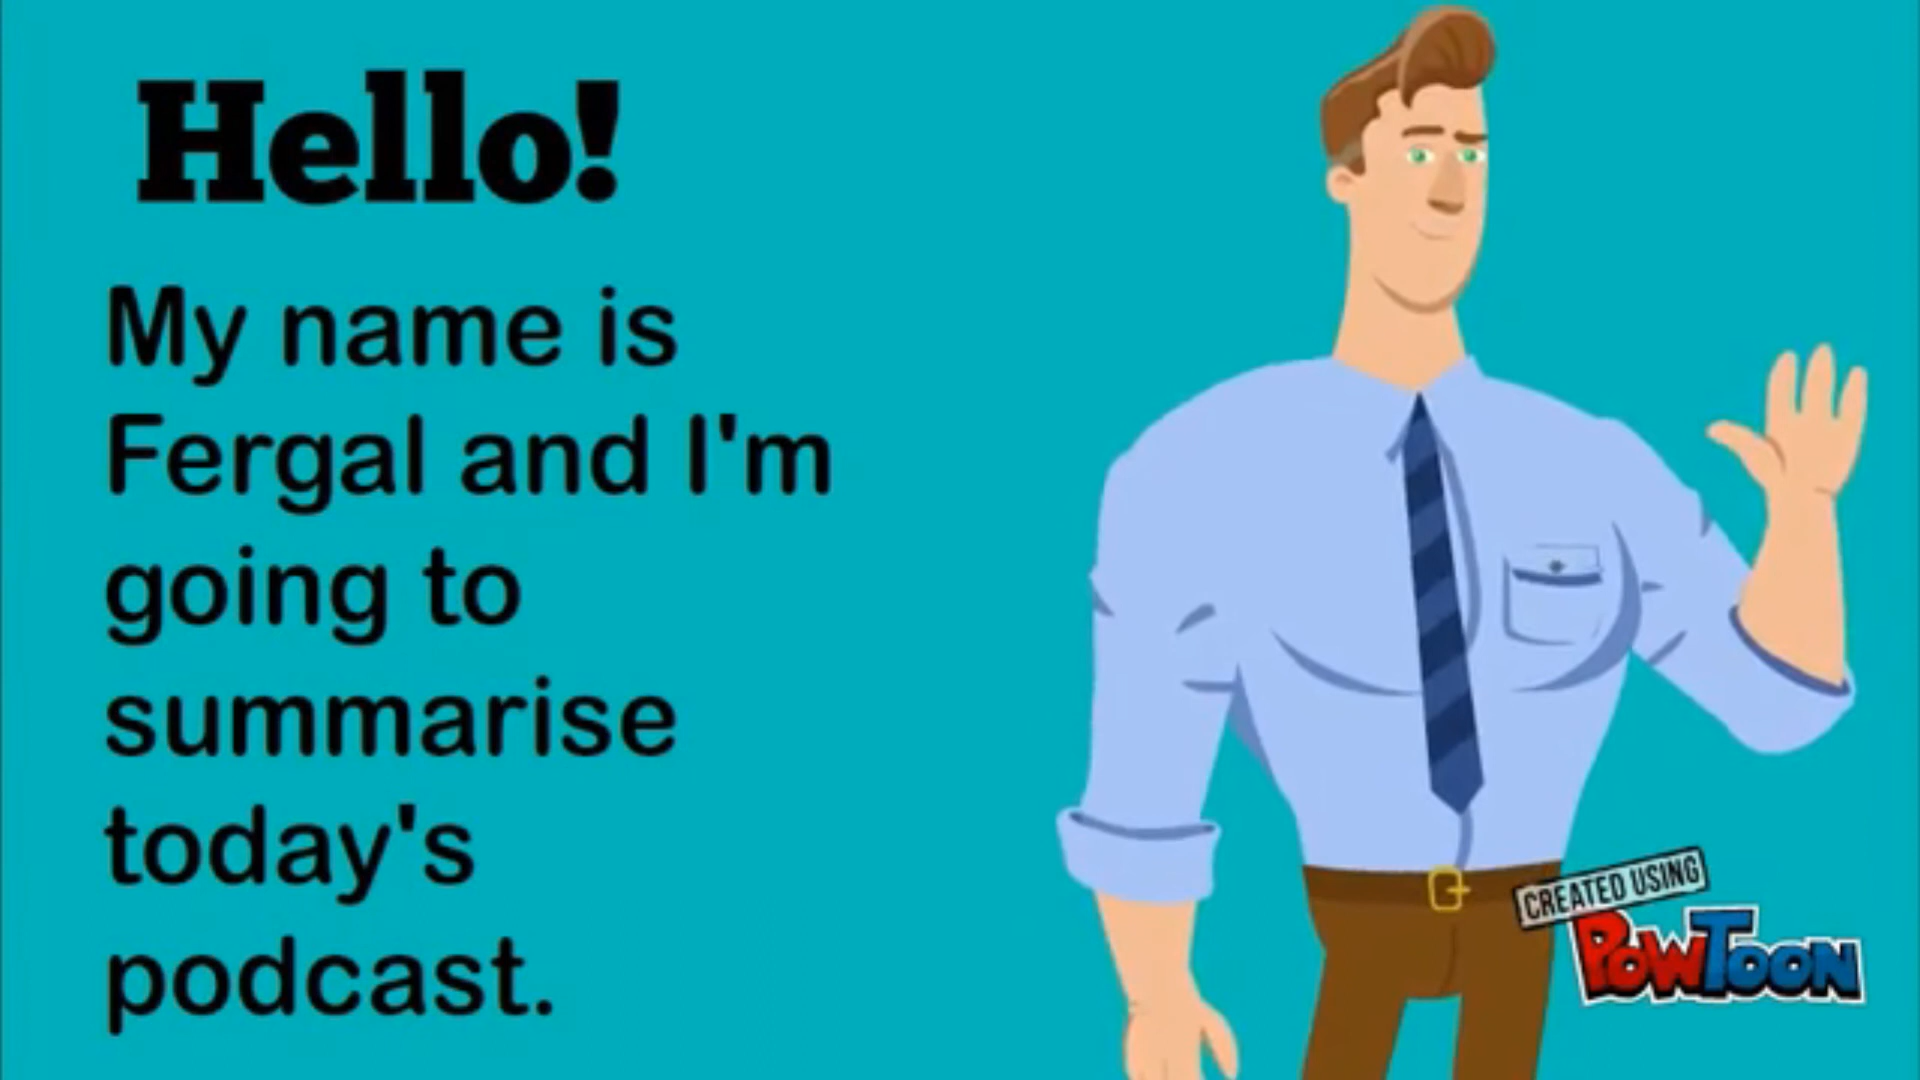 Hello!
My name is
Fergal and I'm
going to
summarise
today's
podcast.
CREATED USING
POWTOON